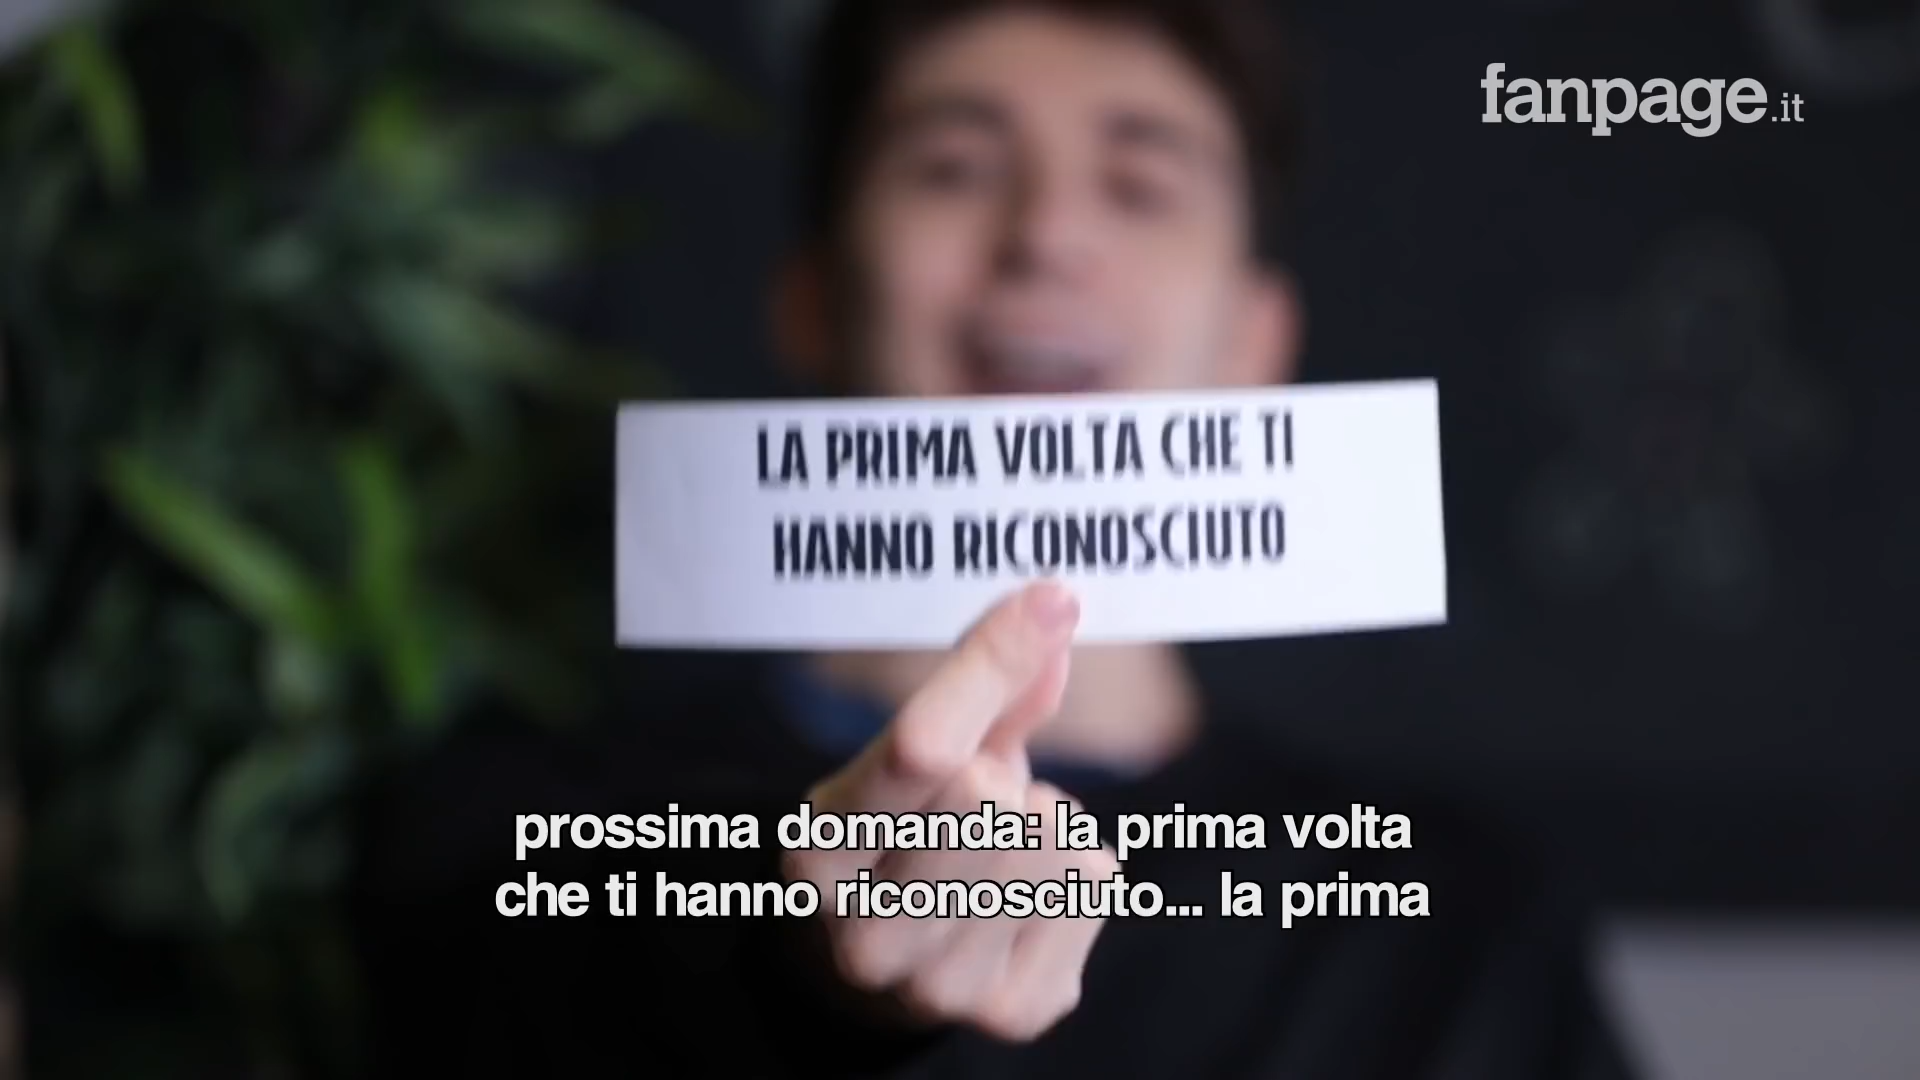 fanpage.it
LA PRIMA VOLTA CHE TI
HANNO RICONOSCIUTO
prossima domanda: la prima volta
che ti hanno riconosciuto... la prima